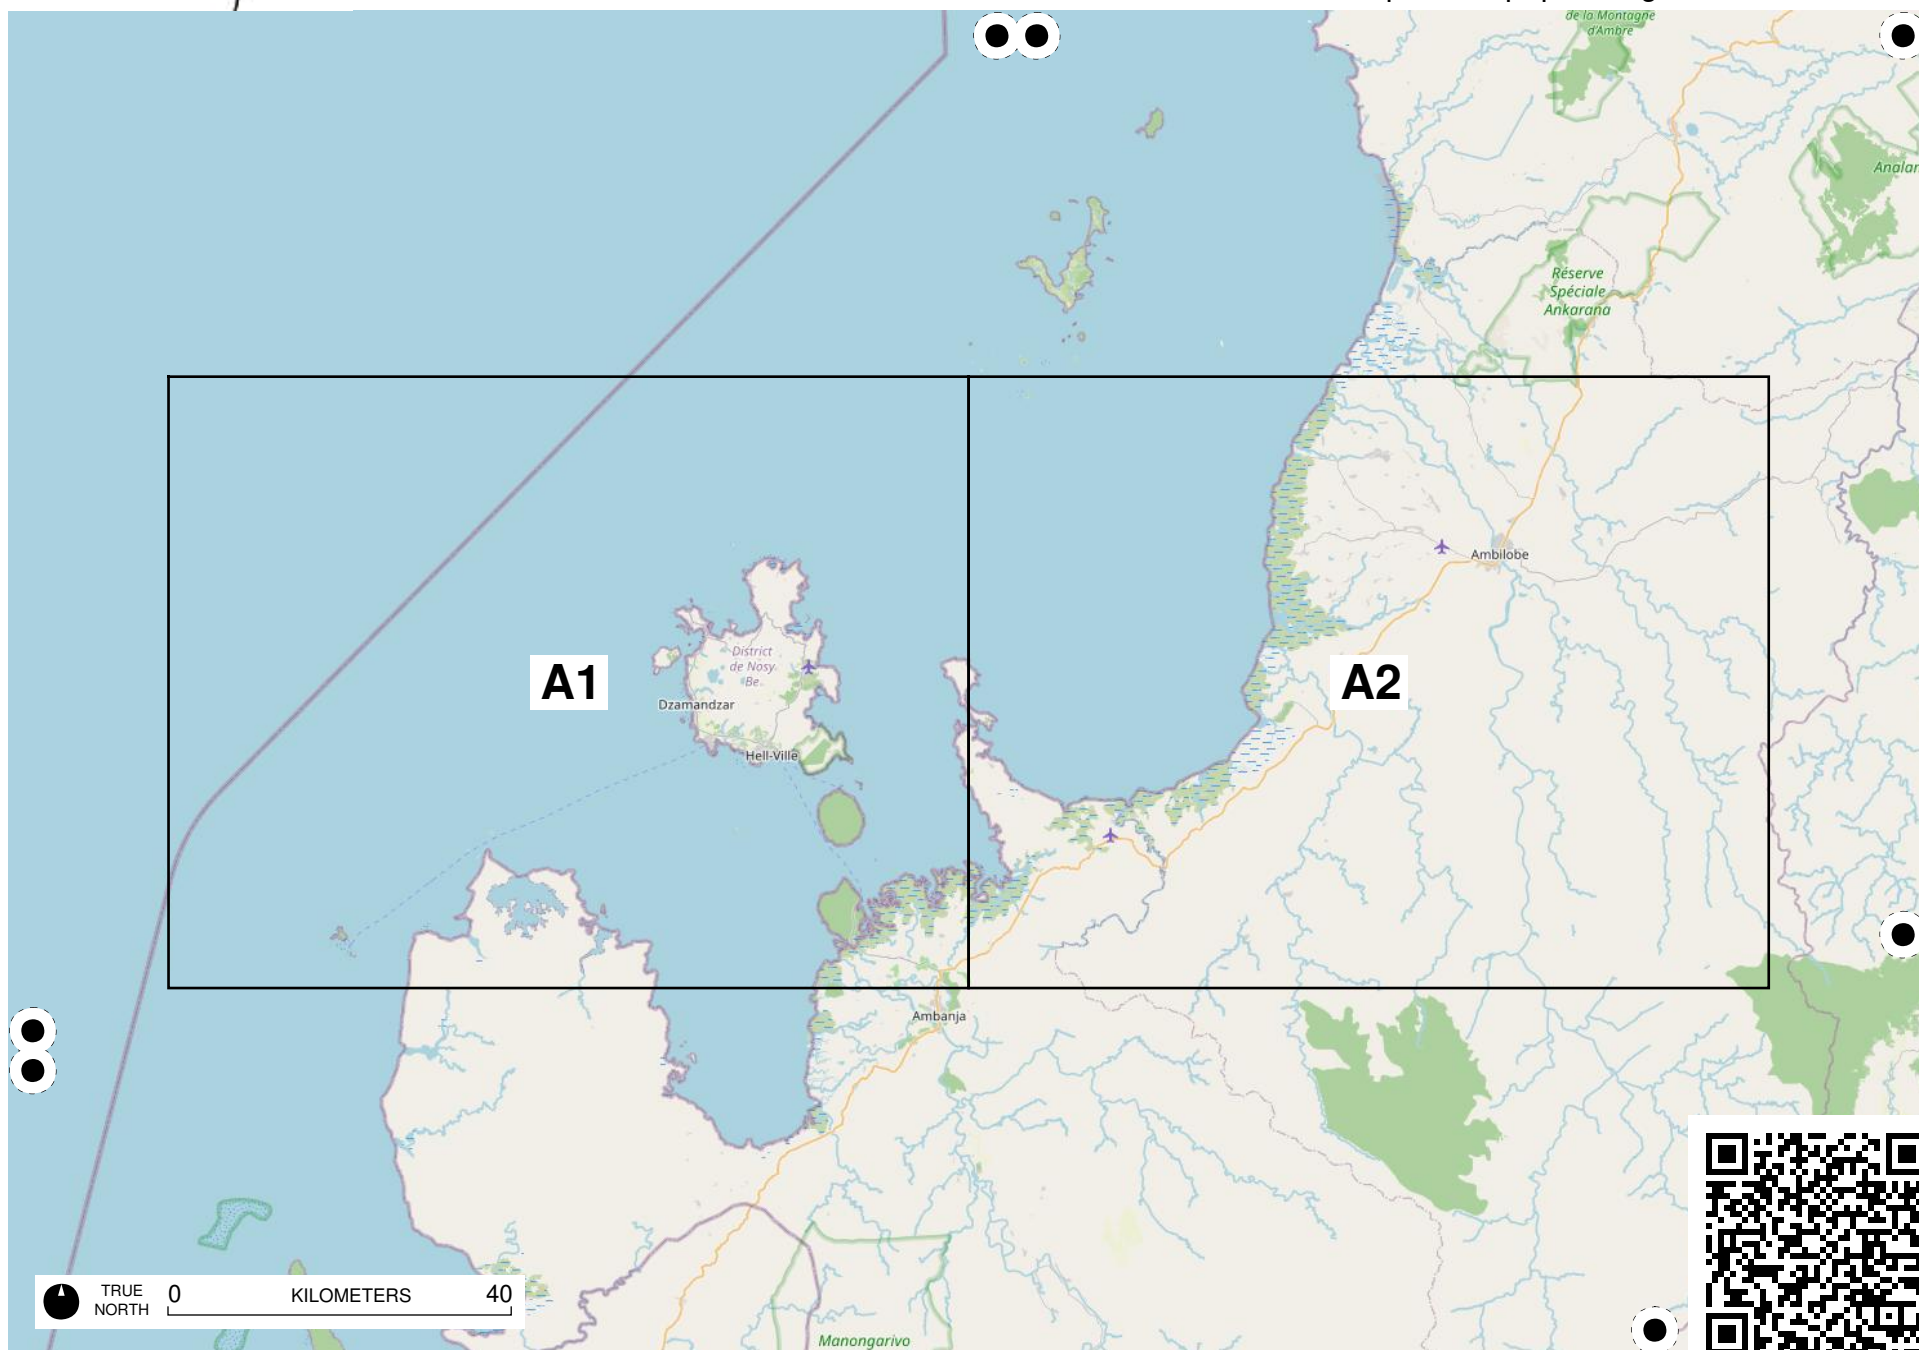 de la Montagne
d'Ambre
Réserve
Spéciale
Ankarana
Ambilobe
District
de Nosy
Be
A1
A2
Dzamandzar
Hell-Ville
Ambanja
TRUE
NORTH
0 KILOMETERS 40
Manongarivo